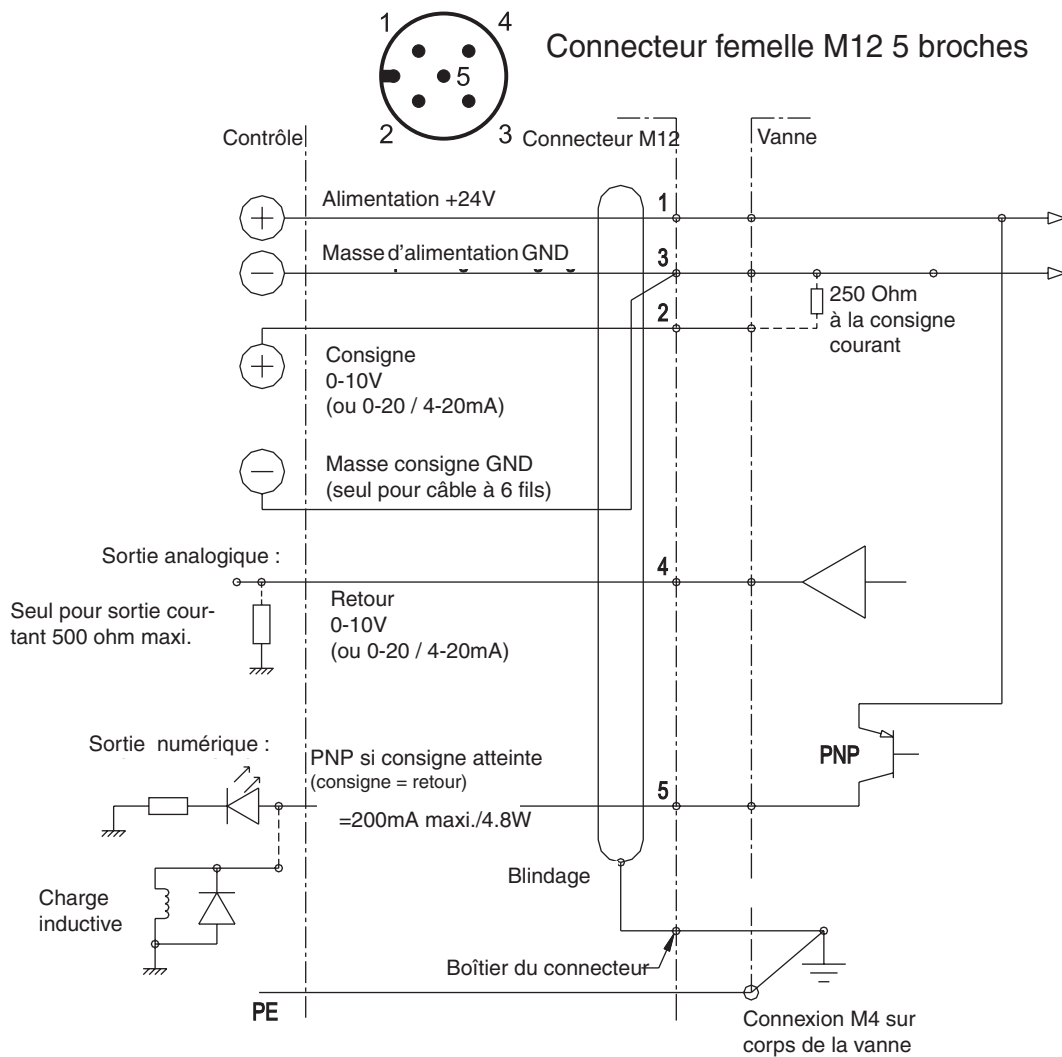 1
4
Connecteur femelle M12 5 broches
5
2
3
Contrôle
Connecteur M12
Vanne
Alimentation +24V
1
Masse d'alimentation GND
3
250 Ohm
à la consigne
courant
2
Consigne
0-10V
(ou 0-20 / 4-20mA)
Masse consigne GND
(seul pour câble à 6 fils)
Sortie analogique :
4
Seul pour sortie cour-
tant 500 ohm maxi.
Retour
0-10V
(ou 0-20 / 4-20mA)
Sortie numérique :
PNP si consigne atteinte
(consigne = retour)
PNP
5
=200mA maxi./4.8W
Blindage
Charge
inductive
Boîtier du connecteur
PE
Connexion M4 sur
corps de la vanne